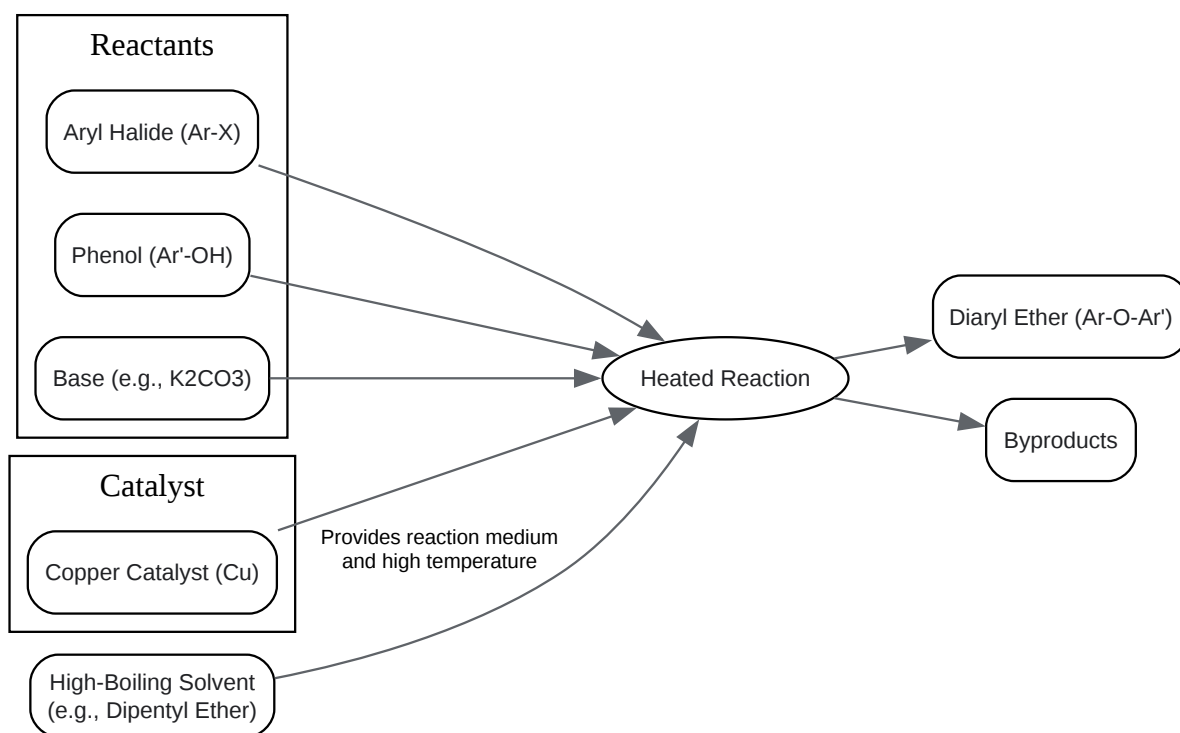 Reactants
Aryl Halide (Ar-X)
Phenol (Ar'-OH)
Base (e.g., K2CO3)
Catalyst
Copper Catalyst (Cu)
High-Boiling Solvent
(e.g., Dipentyl Ether)
Provides reaction medium
and high temperature
Heated Reaction
Diaryl Ether (Ar-O-Ar')
Byproducts